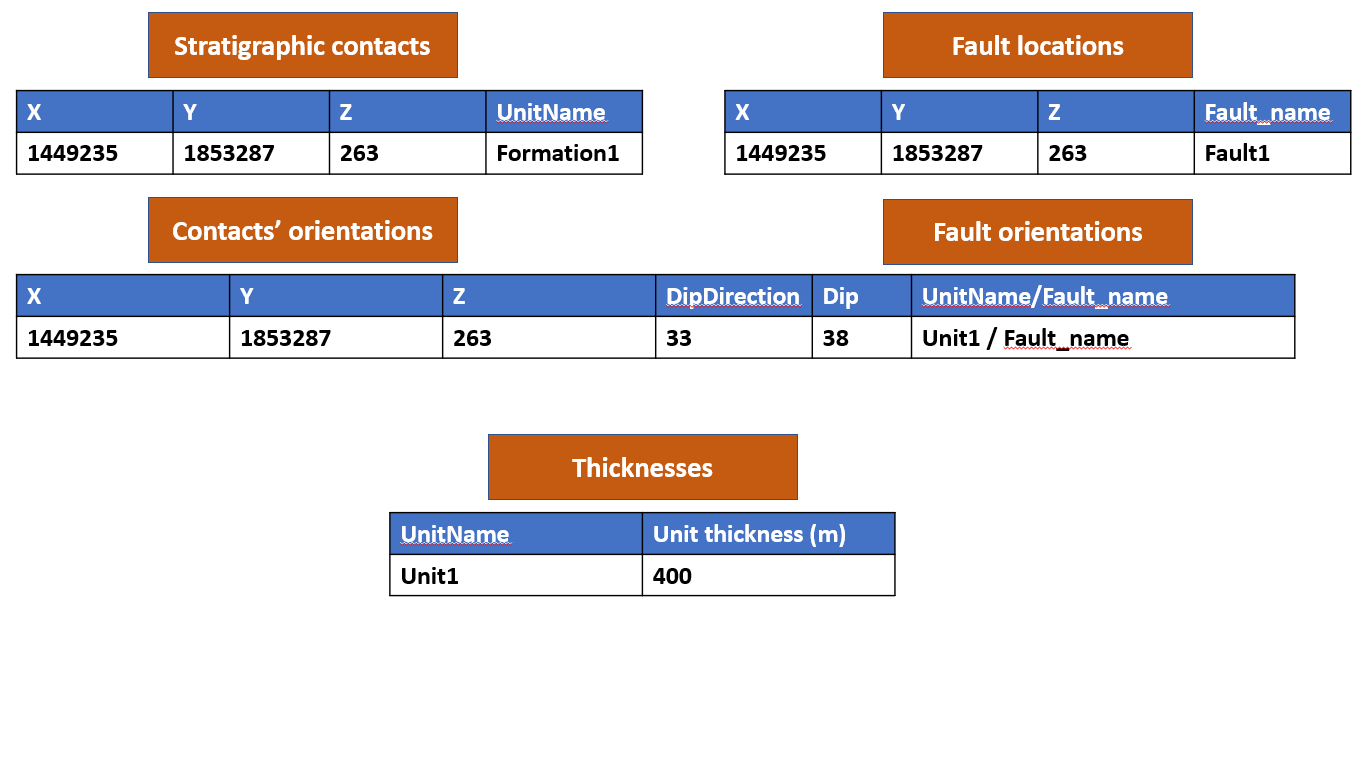 Stratigraphic contacts
Fault locations
X Y Z UnitName
1449235 1853287 263 Formation1
X Y Z Fault_name
1449235 1853287 263 Fault1
Contacts’ orientations
Fault orientations
X Y Z DipDirection Dip UnitName/Fault_name
1449235 1853287 263 33 38 Unit1 / Fault_name
Thicknesses
UnitName Unit thickness (m)
Unit1 400